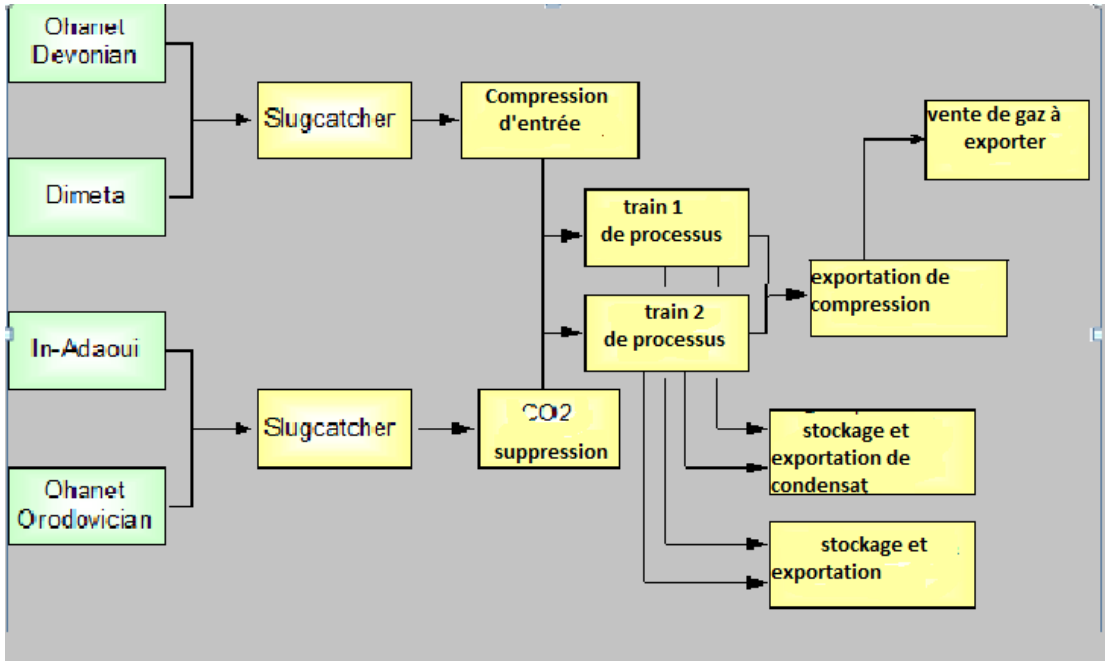 Ohanet
Devonian
Slugcatcher
Compression
d'entrée
vente de gaz à
exporter
Dimeta
train 1
de processus
exportation de
compression
train 2
de processus
In-Adaoui
Slugcatcher
CO2
suppression
stockage et
exportation de
condensat
Ohanet
Orodovician
stockage et
exportation